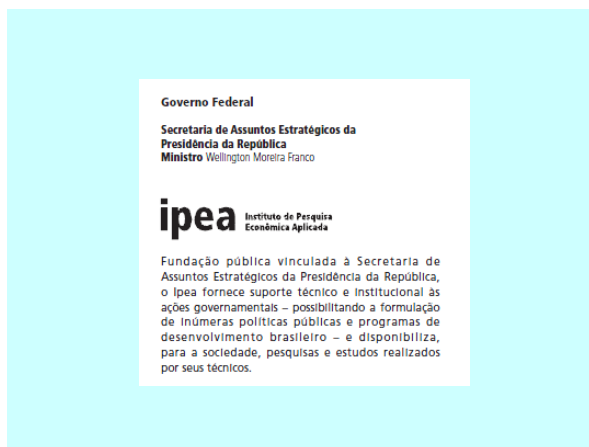 Governo Federal
Secretaria de Assuntos Estratégicos da
Presidência da República
Ministro Wellington Moreira Franco
ipea Instituto de Pesquisa
Econômica Aplicada
Fundação pública vinculada à Secretaria de
Assuntos Estratégicos da Presidência da República,
o Ipea fornece suporte técnico e institucional às
ações governamentais – possibilitando a formulação
de inúmeras políticas públicas e programas de
desenvolvimento brasileiro – e disponibiliza,
para a sociedade, pesquisas e estudos realizados
por seus técnicos.